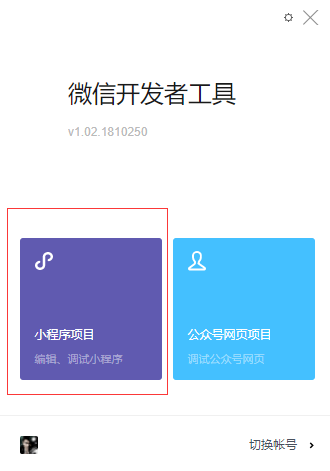 微信开发者工具
v1.02.1810250
小程序项目
编辑、调试小程序
公众号网页项目
调试公众号网页
切换帐号